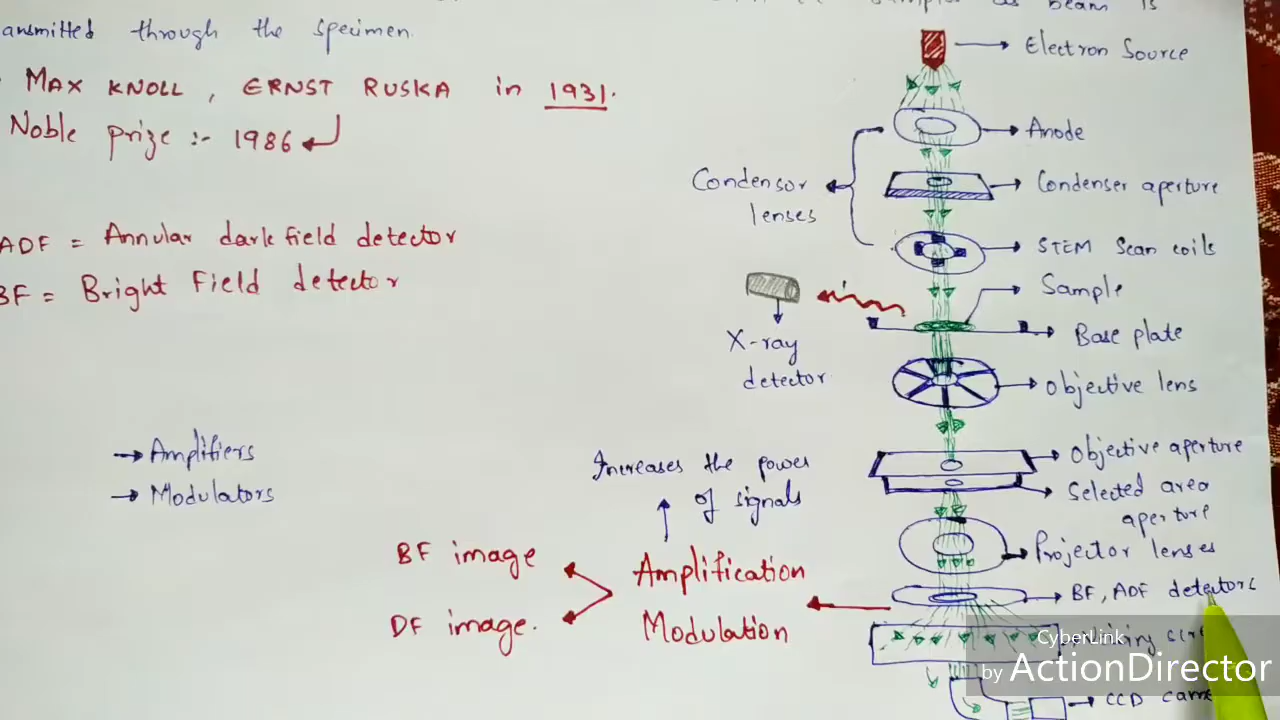 beam is
ansmitted through the specimen.
MAX KNOLL, ERNST RUSKA in 1931.
Noble prize :- 1986
ADF = Annular dark field detector
BF = Bright Field detector
→ Amplifiers
→ Modulators
Electron Source
Anode
Condensor
lenses
Condenser aperture
STEM Scan coils
Sample
Base plate
X-ray
detector
Objective lens
Objective aperture
Selected area
aperture
Projector lenses
BF, ADF detectors
Increases the power
of signals
Amplification
Modulation
BF image
DF image.
CCD
CyberLink
by ActionDirector